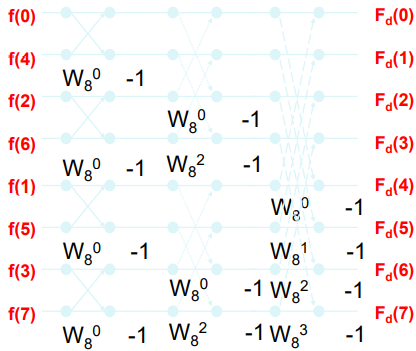 f(0) F_d(0)
f(4) F_d(1)
W_8^0 -1
f(2) F_d(2)
W_8^0 -1
f(6) F_d(3)
W_8^0 -1 W_8^2 -1
f(1) F_d(4)
W_8^0 -1
f(5) F_d(5)
W_8^0 -1 W_8^1 -1
f(3) F_d(6)
W_8^0 -1 W_8^2 -1
f(7) F_d(7)
W_8^0 -1 W_8^2 -1 W_8^3 -1